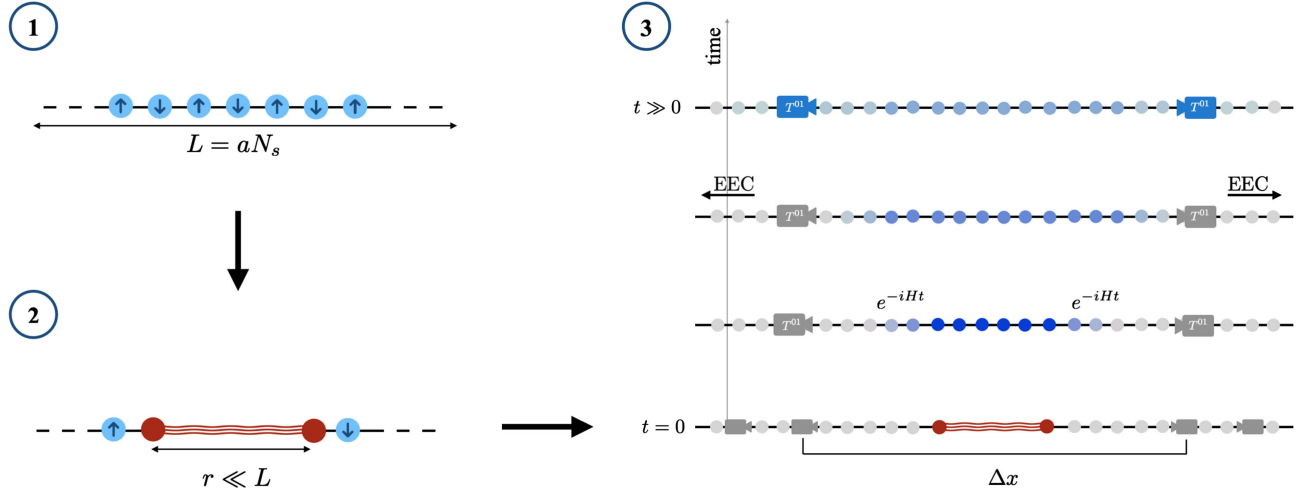 1
↑ ↓ ↑ ↓ ↑ ↓ ↑
L = aN_s
2
↑ ↓
r ≪ L
3
time
t ≫ 0
T^{01} T^{01}
EEC EEC
T^{01} T^{01}
e^{-iHt} e^{-iHt}
T^{01} T^{01}
t = 0
Δx